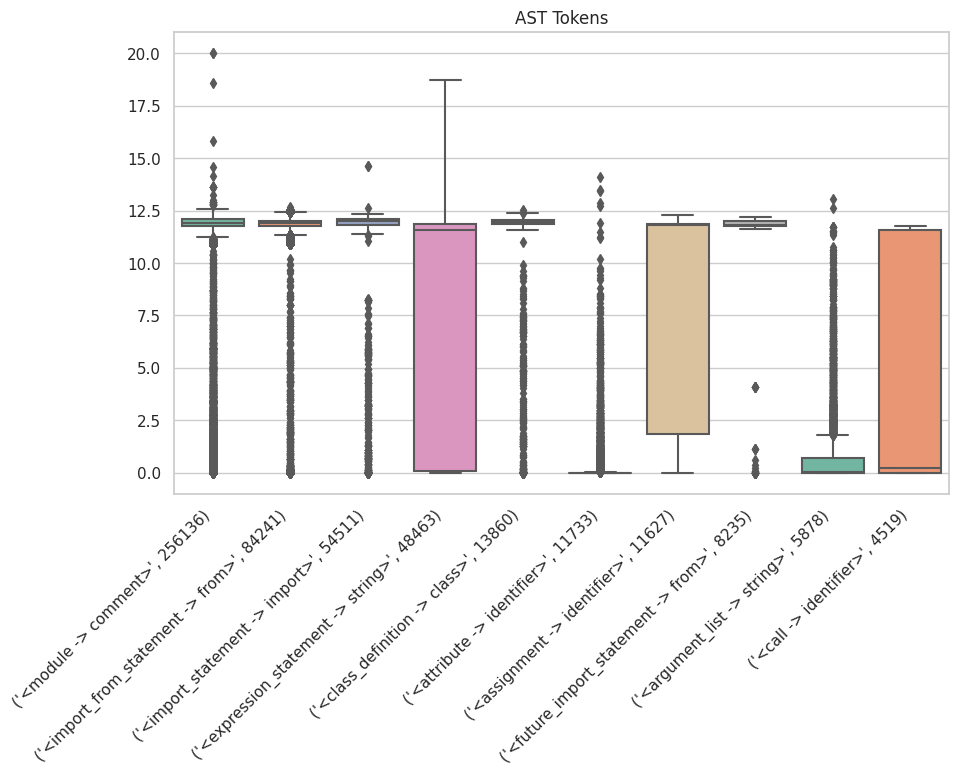 AST Tokens
20.0
17.5
15.0
12.5
10.0
7.5
5.0
2.5
0.0
('<module -> comment>', 256136)
('<import_from_statement -> from>', 84241)
('<import_statement -> import>', 54511)
('<expression_statement -> string>', 48463)
('<class_definition -> class>', 13860)
('<attribute -> identifier>', 11733)
('<assignment -> identifier>', 11627)
('<future_import_statement -> from>', 8235)
('<argument_list -> string>', 5878)
('<call -> identifier>', 4519)